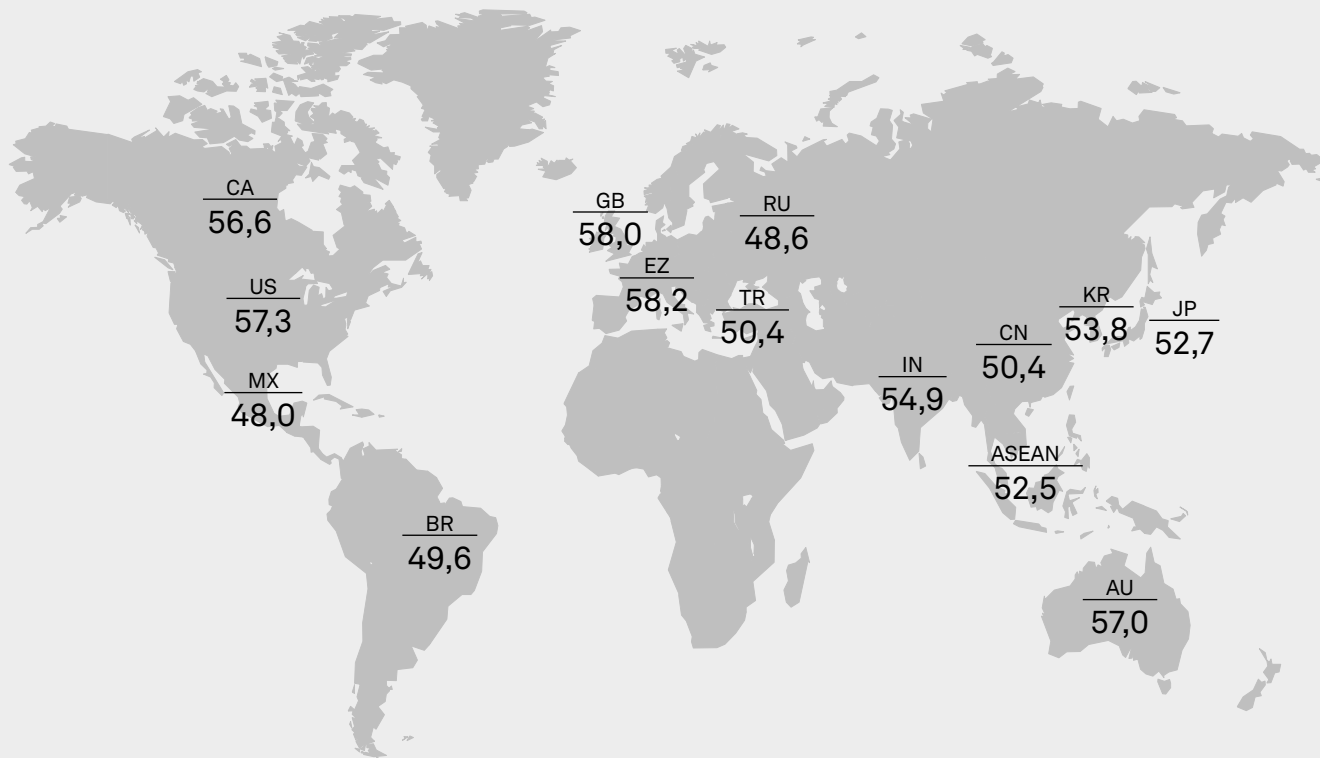 CA
56,6
US
57,3
MX
48,0
BR
49,6
GB
58,0
EZ
58,2
RU
48,6
TR
50,4
IN
54,9
CN
50,4
KR
53,8
JP
52,7
ASEAN
52,5
AU
57,0